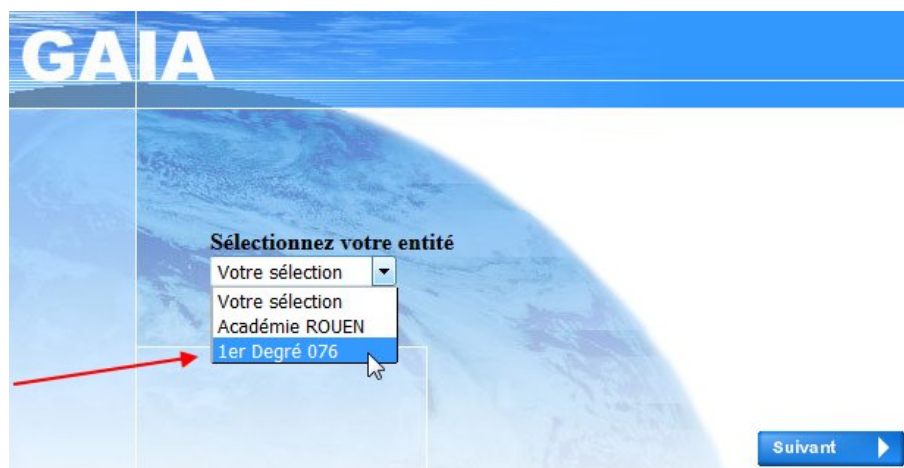 GAIA
Sélectionnez votre entité
Votre sélection
Votre sélection
Académie ROUEN
1er Degré 076
Suivant